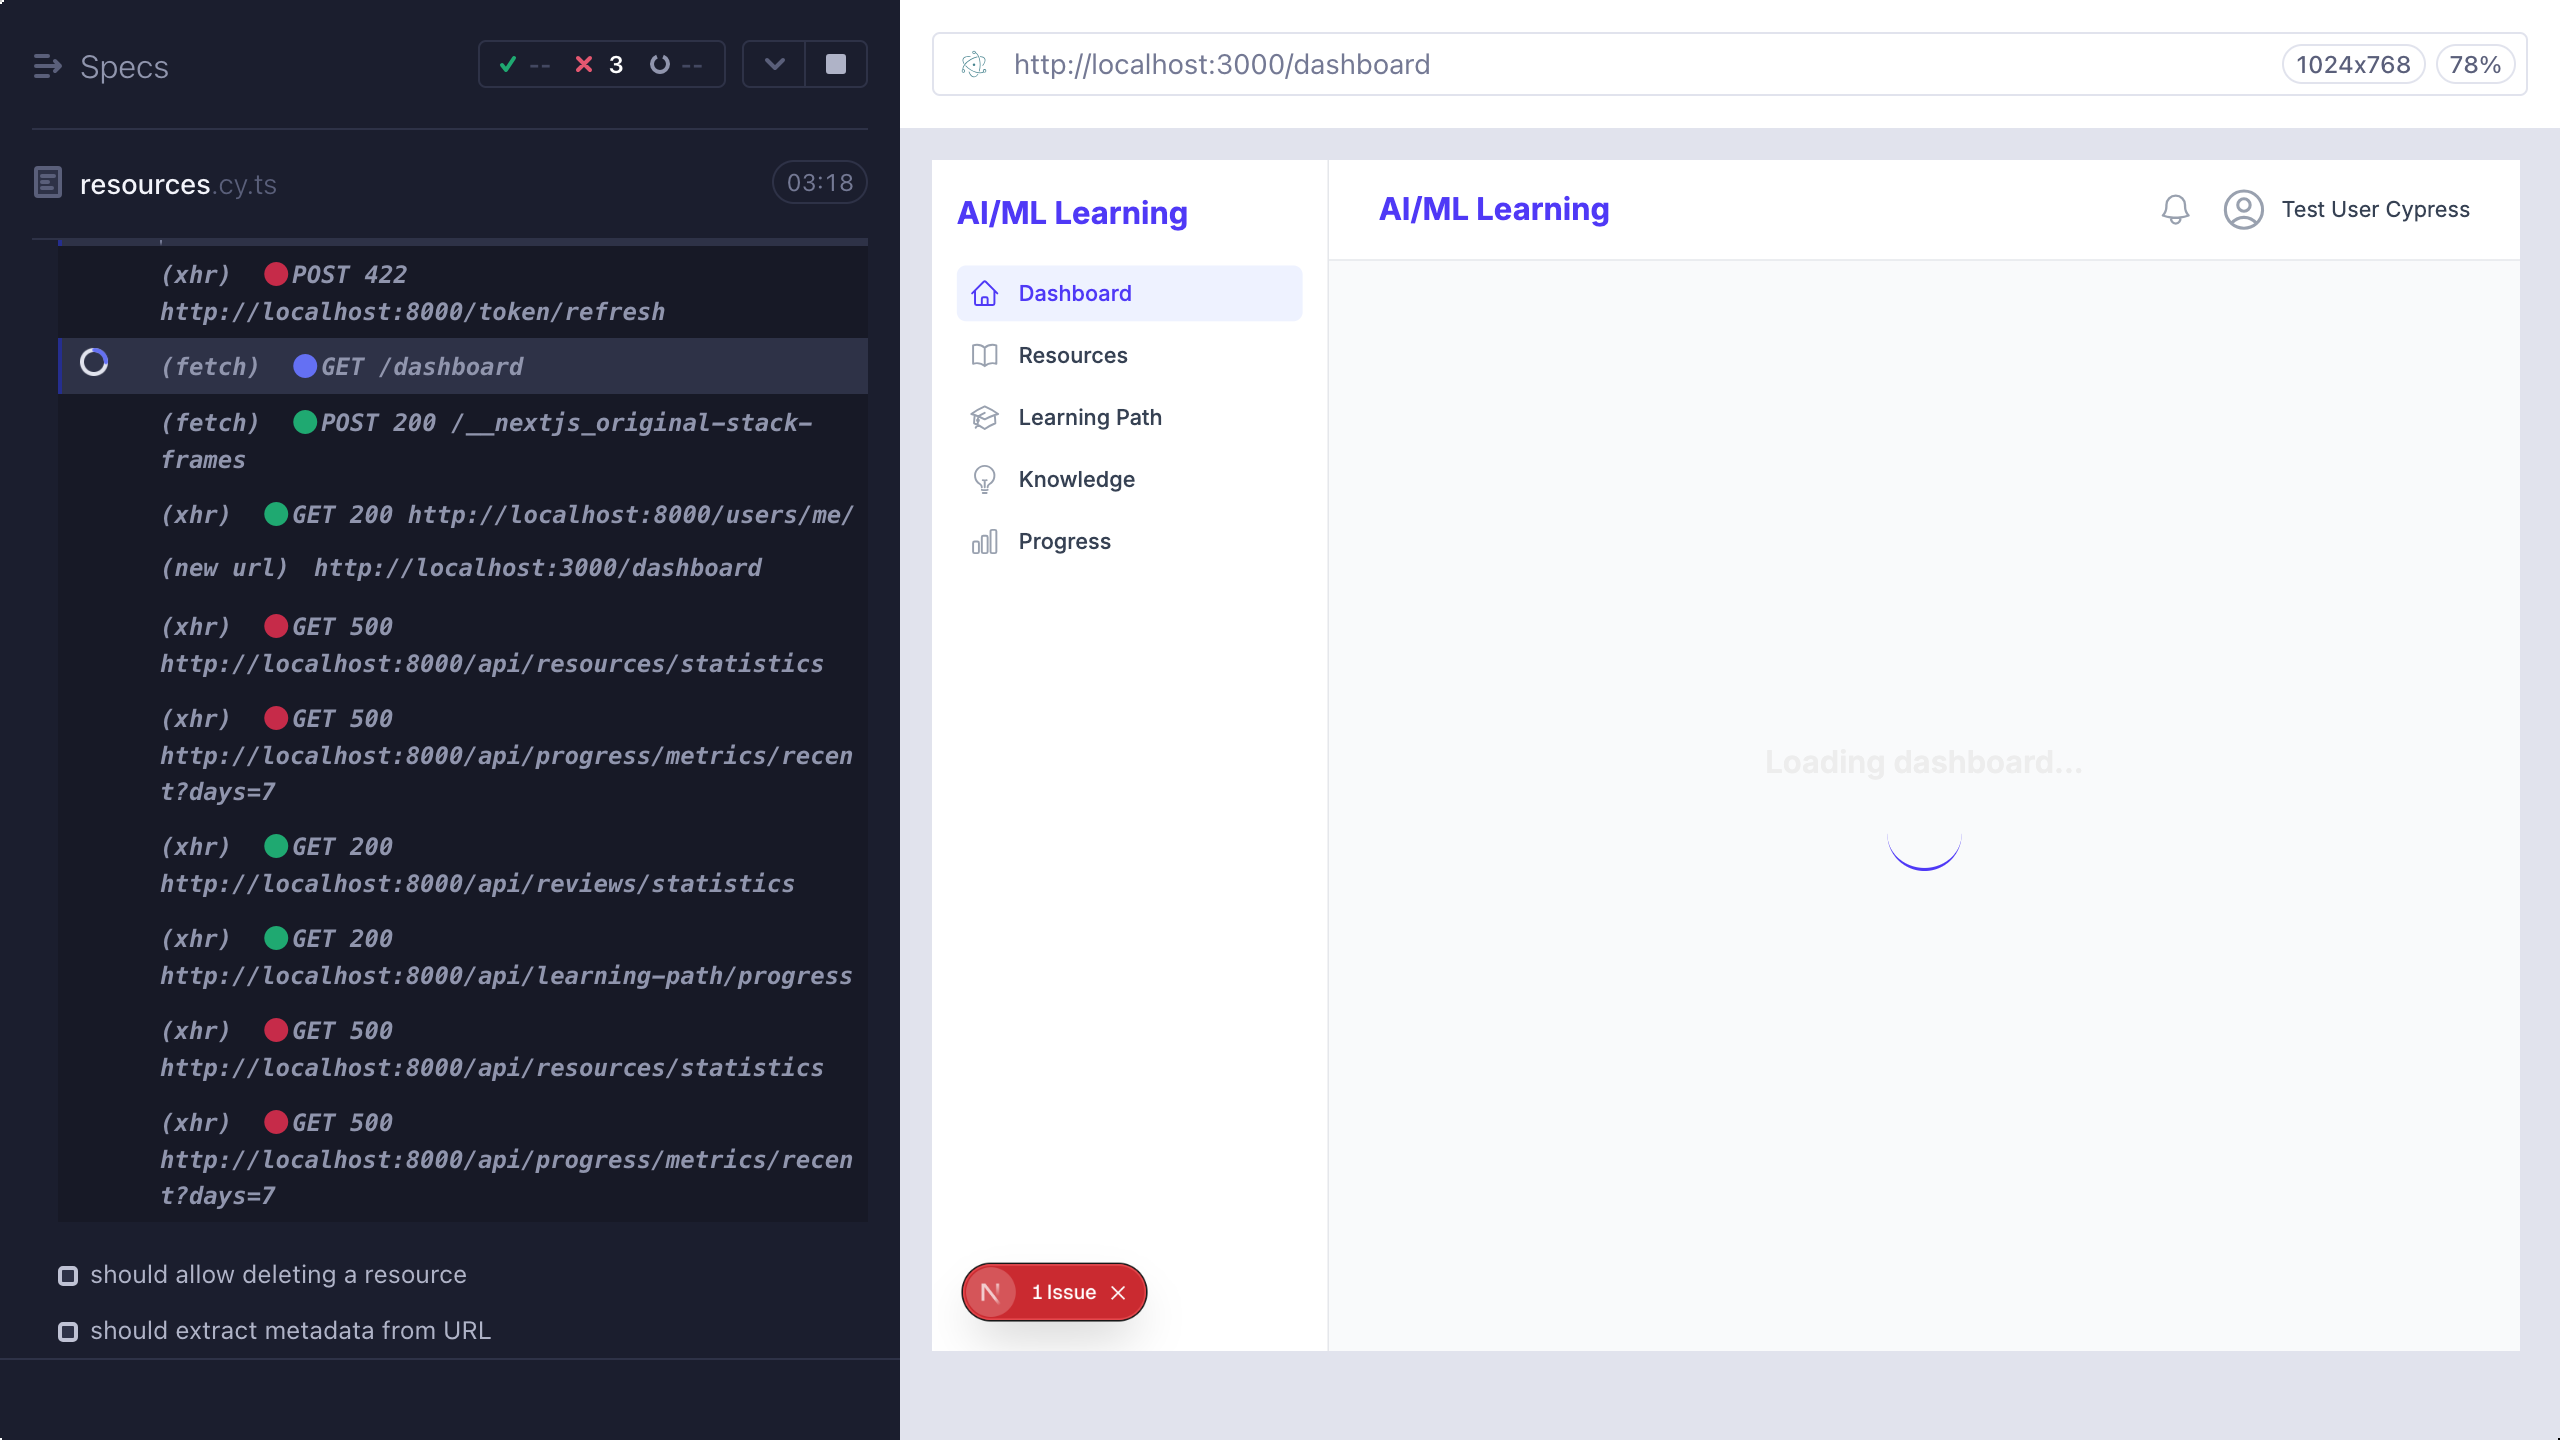 Specs
-- 3 --
resources.cy.ts
03:18
(xhr) POST 422
http://localhost:8000/token/refresh
(fetch) GET /dashboard
(fetch) POST 200 /__nextjs_original-stack-
frames
(xhr) GET 200 http://localhost:8000/users/me/
(new url) http://localhost:3000/dashboard
(xhr) GET 500
http://localhost:8000/api/resources/statistics
(xhr) GET 500
http://localhost:8000/api/progress/metrics/recen
t?days=7
(xhr) GET 200
http://localhost:8000/api/reviews/statistics
(xhr) GET 200
http://localhost:8000/api/learning-path/progress
(xhr) GET 500
http://localhost:8000/api/resources/statistics
(xhr) GET 500
http://localhost:8000/api/progress/metrics/recen
t?days=7
should allow deleting a resource
should extract metadata from URL
http://localhost:3000/dashboard
1024x768
78%
AI/ML Learning
Dashboard
Resources
Learning Path
Knowledge
Progress
N 1 Issue
AI/ML Learning
Test User Cypress
Loading dashboard...